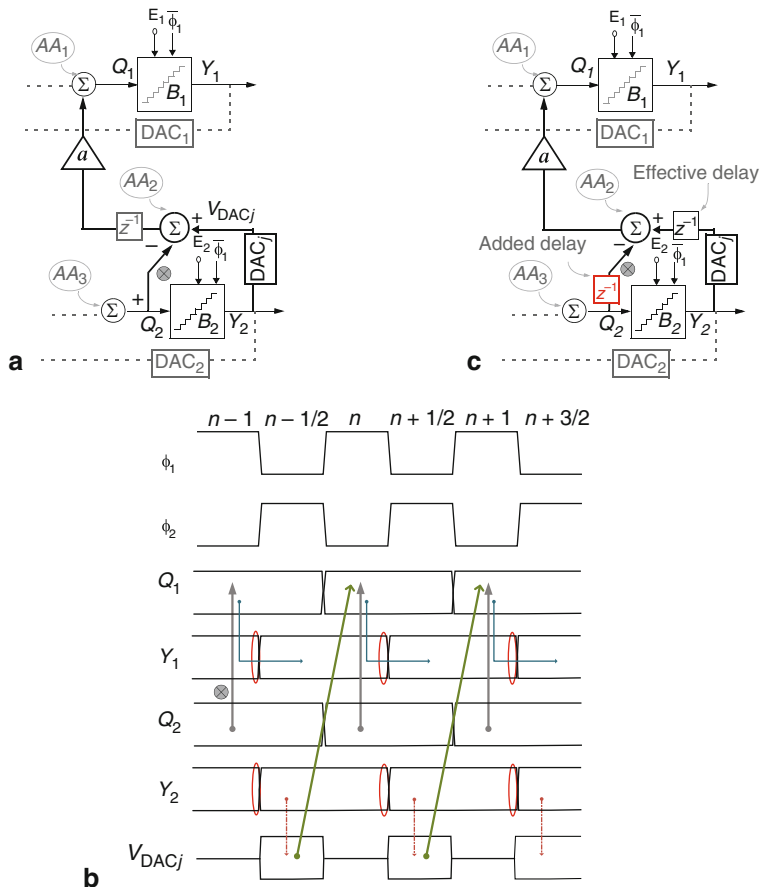 E₁ φ̄₁
AA₁
Q₁
Y₁
Σ
B₁
DAC₁
a
AA₂
V_DACj
z⁻¹
Σ
+
−
E₂ φ̄₁
DACj
AA₃
+
Σ
Q₂
B₂
Y₂
DAC₂
a
E₁ φ̄₁
AA₁
Q₁
Y₁
Σ
B₁
DAC₁
a
Effective delay
AA₂
z⁻¹
Σ
+
−
Added delay
E₂ φ̄₁
DACj
AA₃
z⁻¹
Σ
Q₂
B₂
Y₂
DAC₂
c
n − 1 n − 1/2 n n + 1/2 n + 1 n + 3/2
ϕ₁
ϕ₂
Q₁
Y₁
Q₂
Y₂
V_DACj
b